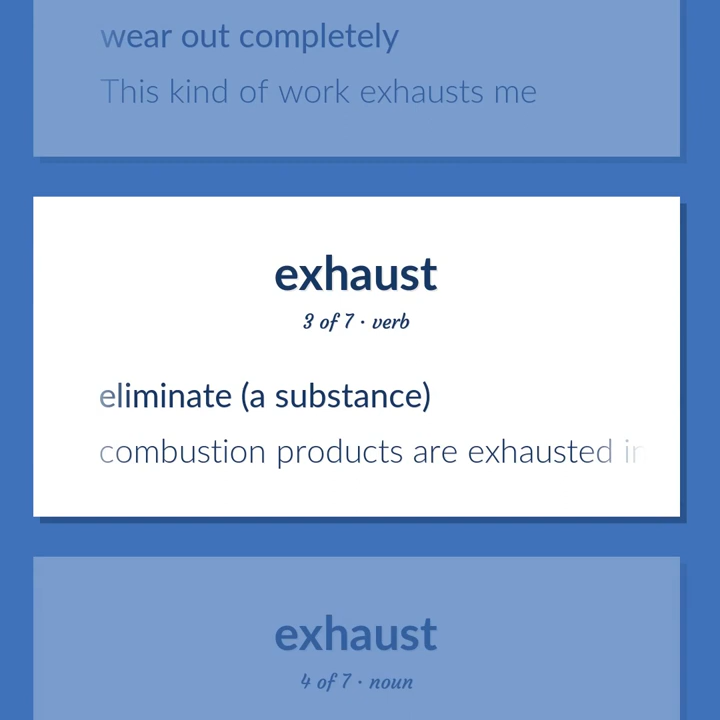 wear out completely
This kind of work exhausts me
exhaust
3 of 7 · verb
eliminate (a substance)
combustion products are exhausted in
exhaust
4 of 7 · noun